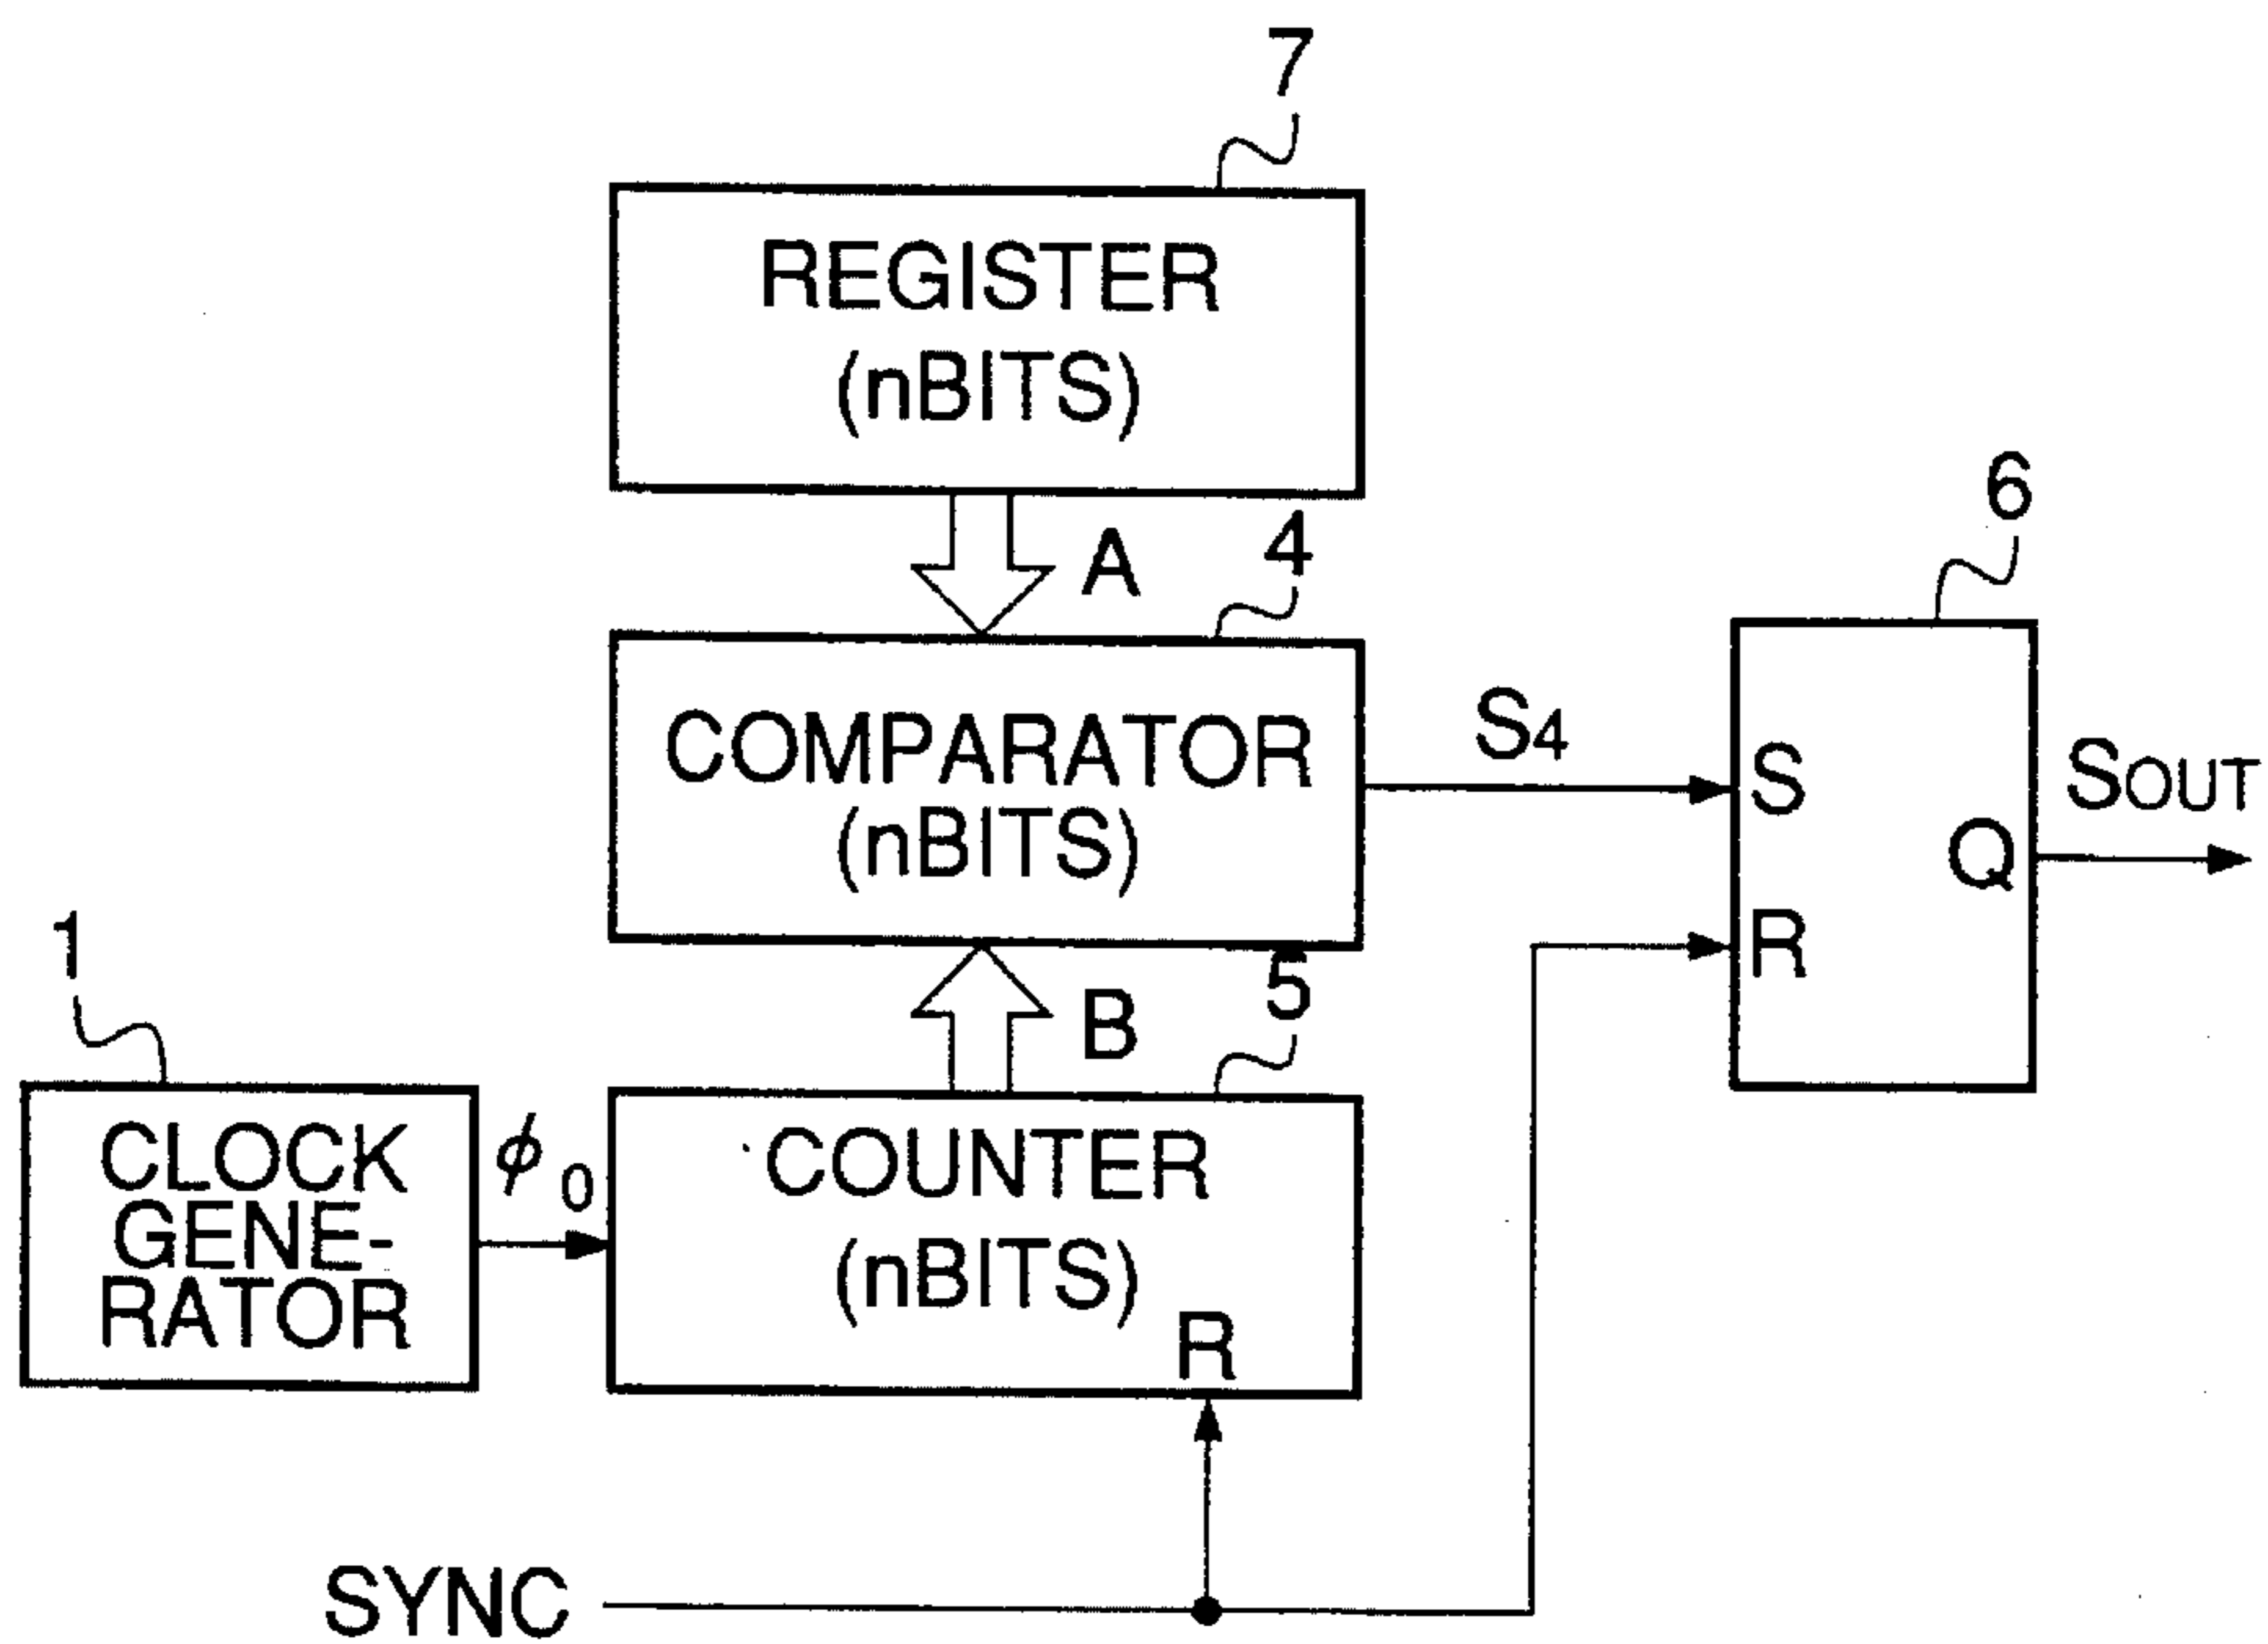 7
REGISTER
(nBITS)
A
4
6
COMPARATOR
(nBITS)
S4
S
R
Q
SOUT
1
B
5
CLOCK
GENE-
RATOR
ϕ0
COUNTER
(nBITS)
R
SYNC